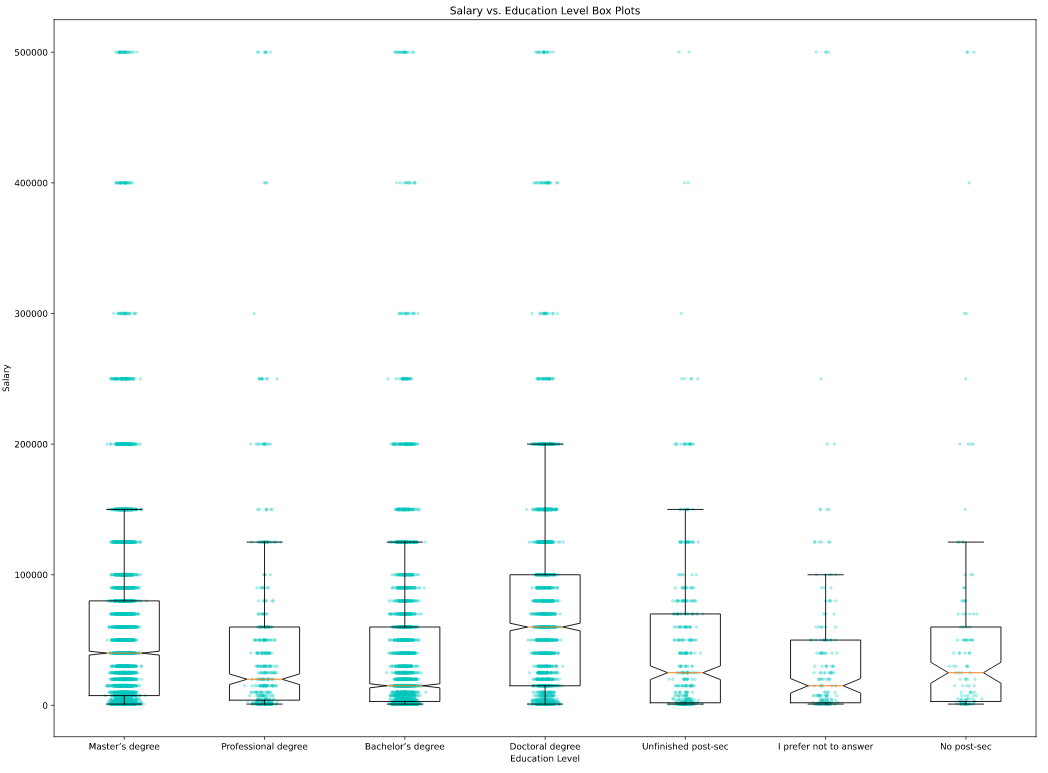 Salary vs. Education Level Box Plots
500000
400000
300000
200000
100000
0
Salary
Master's degree
Professional degree
Bachelor's degree
Doctoral degree
Unfinished post-sec
I prefer not to answer
No post-sec
Education Level